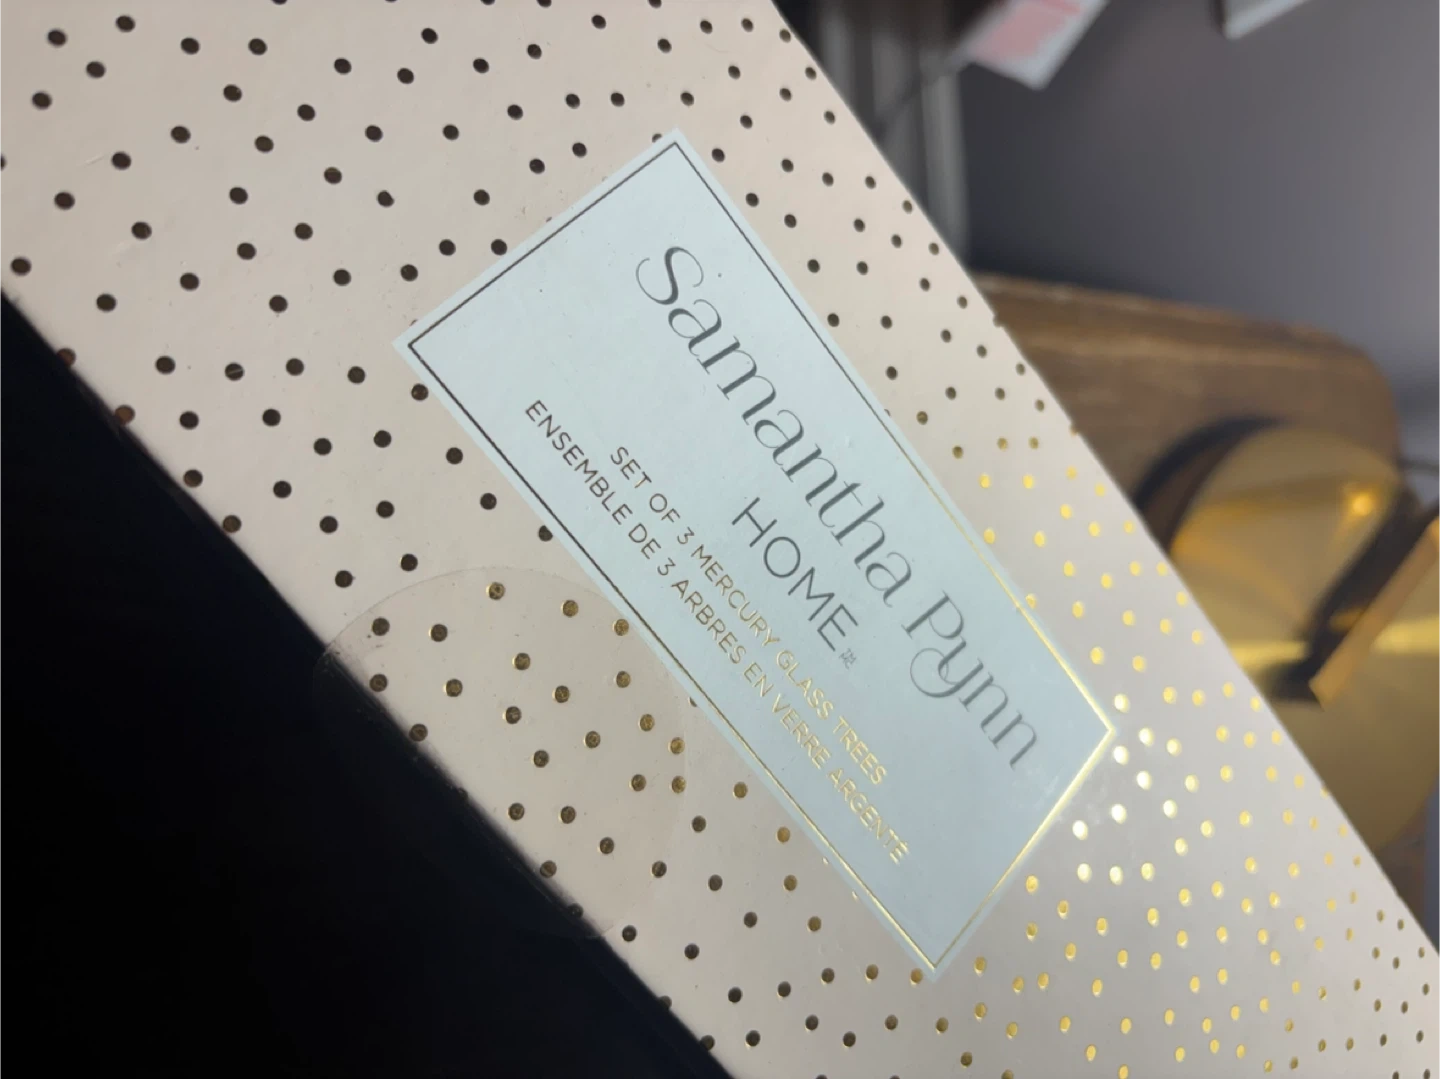 Samantha Pynn
HOME
SET OF 3 MERCURY GLASS TREES
ENSEMBLE DE 3 ARBRES EN VERRE ARGENTÉ